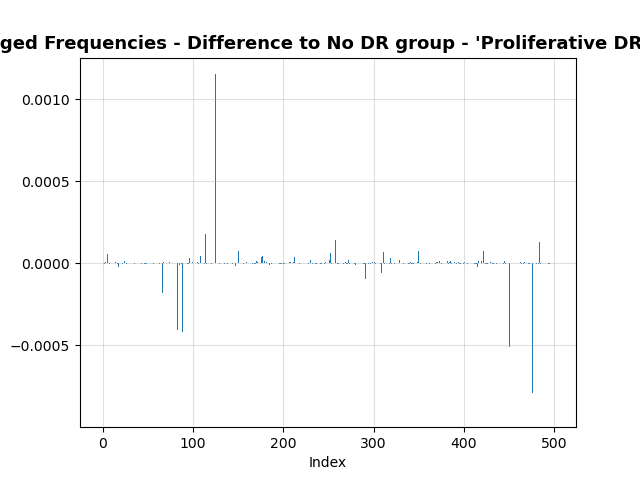 ged Frequencies - Difference to No DR group - 'Proliferative DR
0.0010
0.0005
0.0000
−0.0005
0 100 200 300 400 500
Index